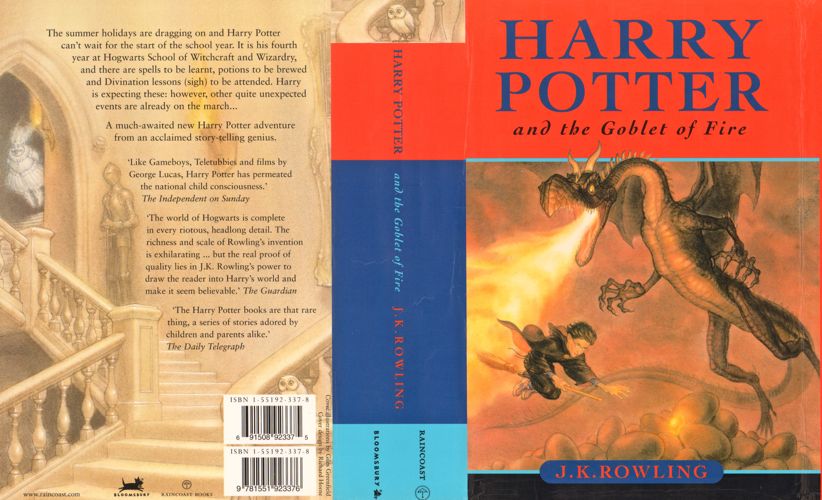 The summer holidays are dragging on and Harry Potter
can't wait for the start of the school year. It is his fourth
year at Hogwarts School of Witchcraft and Wizardry,
and there are spells to be learnt, potions to be brewed
and Divination lessons (sigh) to be attended. Harry
is expecting these: however, other quite unexpected
events are already on the march...
A much-awaited new Harry Potter adventure
from an acclaimed story-telling genius.
'Like Gameboys, Teletubbies and films by
George Lucas, Harry Potter has permeated
the national child consciousness.'
The Independent on Sunday
'The world of Hogwarts is complete
in every riotous, headlong detail. The
richness and scale of Rowling's invention
is exhilarating ... but the real proof of
quality lies in J.K. Rowling's power to
draw the reader into Harry's world and
make it seem believable.' The Guardian
'The Harry Potter books are that rare
thing, a series of stories adored by
children and parents alike.'
The Daily Telegraph
ISBN 1-55192-337-8
6 91508 92337 5
ISBN 1-55192-337-8
9 781551 923376
Cover illustrations by Giles Greenfield
Cover design by Richard Horne
www.raincoast.com
BLOOMSBURY
RAINCOAST BOOKS
HARRY POTTER
and the Goblet of Fire
J.K.ROWLING
BLOOMSBURY
RAINCOAST
HARRY
POTTER
and the Goblet of Fire
J.K.ROWLING